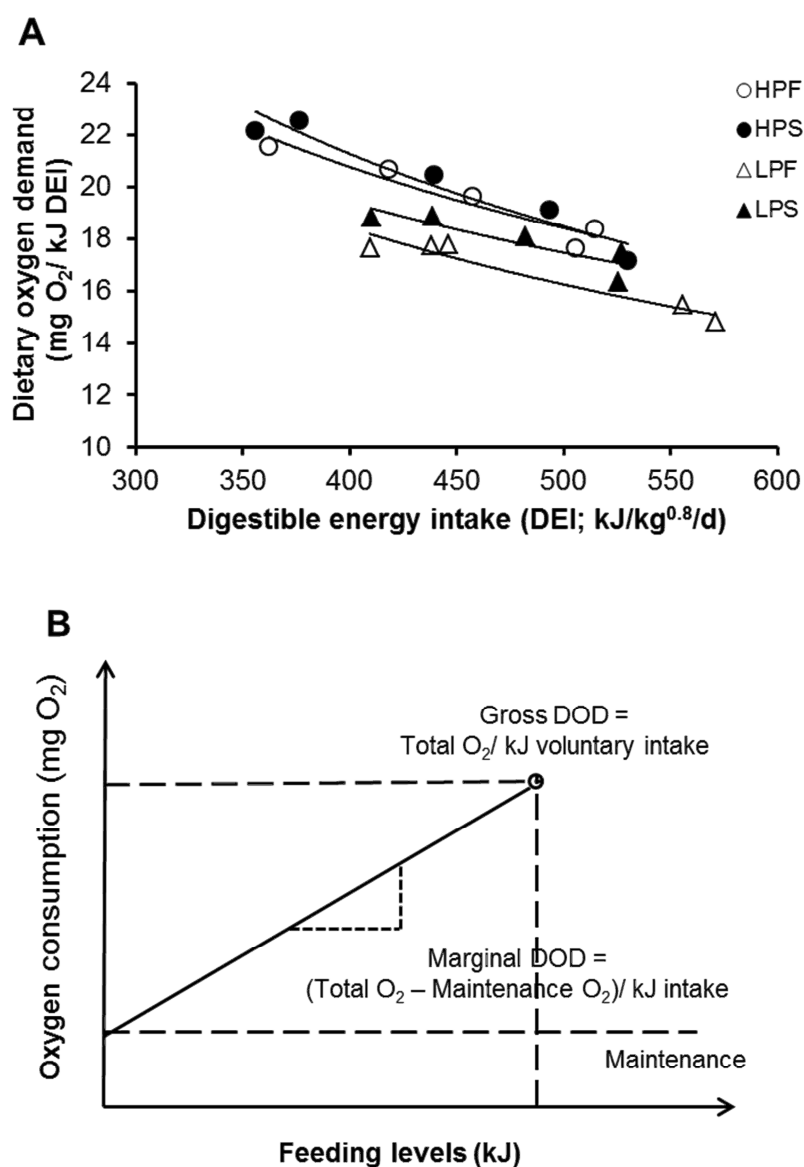 A
24
22
20
18
16
14
12
10
300 350 400 450 500 550 600
Dietary oxygen demand
(mg O₂/ kJ DEI)
Digestible energy intake (DEI; kJ/kg⁰·⁸/d)
HPF
HPS
LPF
LPS
B
Oxygen consumption (mg O₂)
Gross DOD =
Total O₂/ kJ voluntary intake
Marginal DOD =
(Total O₂ – Maintenance O₂)/ kJ intake
Maintenance
Feeding levels (kJ)